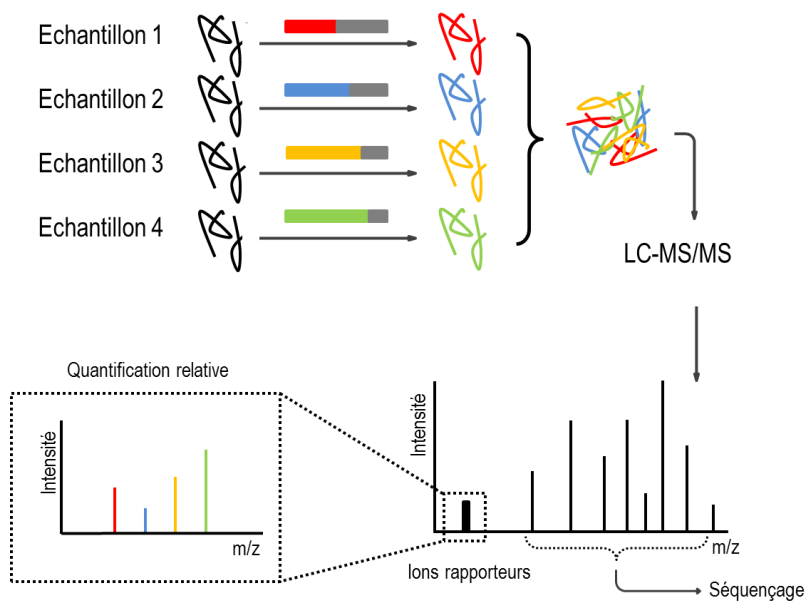 Echantillon 1
Echantillon 2
Echantillon 3
Echantillon 4
LC-MS/MS
Quantification relative
Intensité
m/z
Intensité
m/z
Ions rapporteurs
Séquençage